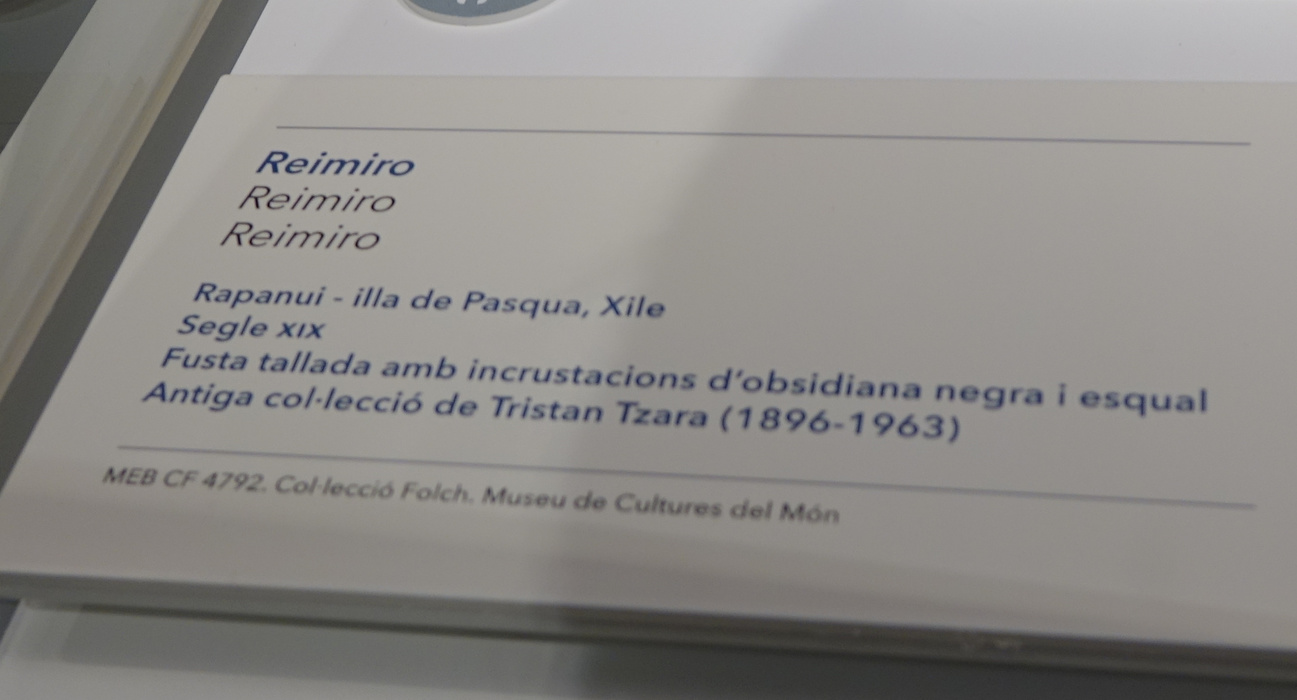 Reimiro
Reimiro
Reimiro
Rapanui - illa de Pasqua, Xile
Segle XIX
Fusta tallada amb incrustacions d'obsidiana negra i esqual
Antiga col·lecció de Tristan Tzara (1896-1963)
MEB CF 4792. Col·lecció Folch. Museu de Cultures del Món